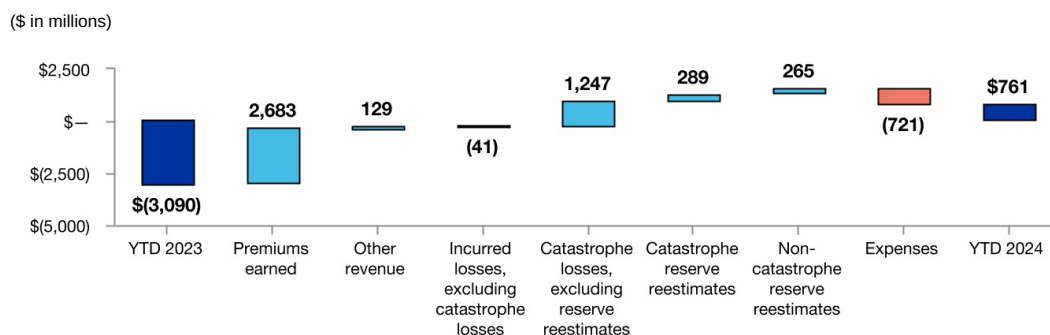 ($ in millions)
$2,500
$—
$(2,500)
$(5,000)
$(3,090)
2,683
129
(41)
1,247
289
265
(721)
$761
YTD 2023
Premiums
earned
Other
revenue
Incurred
losses,
excluding
catastrophe
losses
Catastrophe
losses,
excluding
reserve
reestimates
Catastrophe
reserve
reestimates
Non-
catastrophe
reserve
reestimates
Expenses
YTD 2024